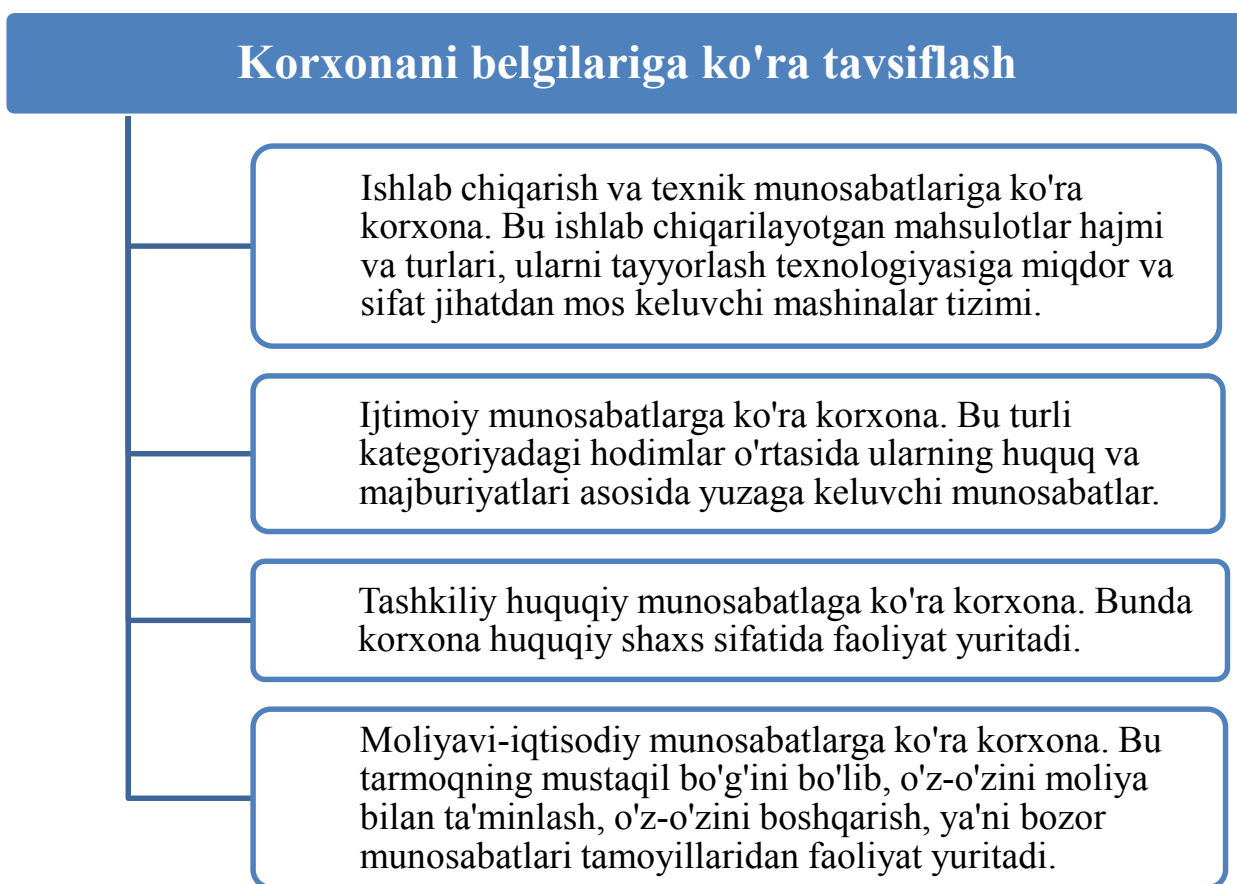 Korxonani belgilariga ko'ra tavsiflash
Ishlab chiqarish va texnik munosabatlariga ko'ra
korxona. Bu ishlab chiqarilayotgan mahsulotlar hajmi
va turlari, ularni tayyorlash texnologiyasiga miqdor va
sifat jihatdan mos keluvchi mashinalar tizimi.
Ijtimoiy munosabatlarga ko'ra korxona. Bu turli
kategoriyadagi hodimlar o'rtasida ularning huquq va
majburiyatlari asosida yuzaga keluvchi munosabatlar.
Tashkiliy huquqiy munosabatlaga ko'ra korxona. Bunda
korxona huquqiy shaxs sifatida faoliyat yuritadi.
Moliyavi-iqtisodiy munosabatlarga ko'ra korxona. Bu
tarmoqning mustaqil bo'g'ini bo'lib, o'z-o'zini moliya
bilan ta'minlash, o'z-o'zini boshqarish, ya'ni bozor
munosabatlari tamoyillaridan faoliyat yuritadi.